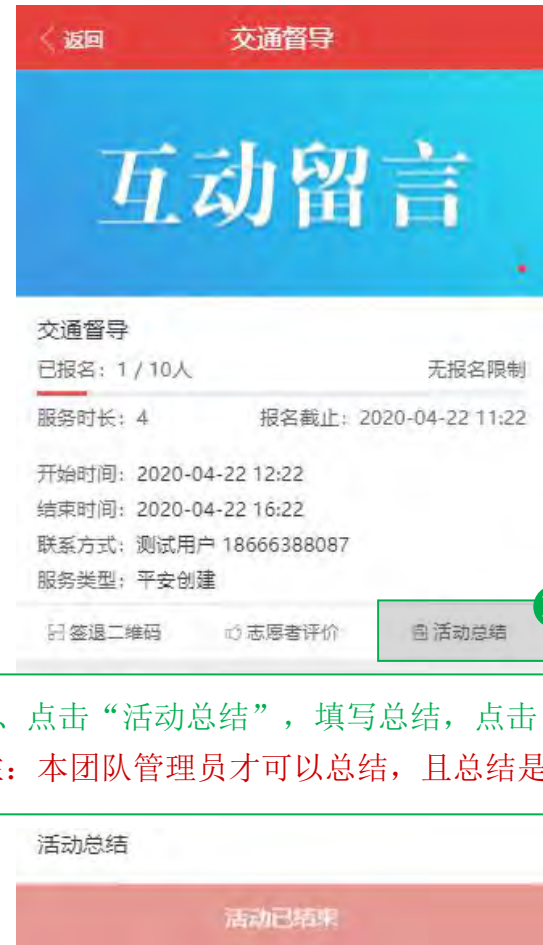 返回 交通督导
互动留言
交通督导
已报名：1 / 10人 无报名限制
服务时长：4 报名截止：2020-04-22 11:22
开始时间：2020-04-22 12:22
结束时间：2020-04-22 16:22
联系方式：测试用户 18666388087
服务类型：平安创建
签退二维码 志愿者评价 活动总结
、点击“活动总结”，填写总结，点击
：本团队管理员才可以总结，且总结是
活动总结
活动已结束